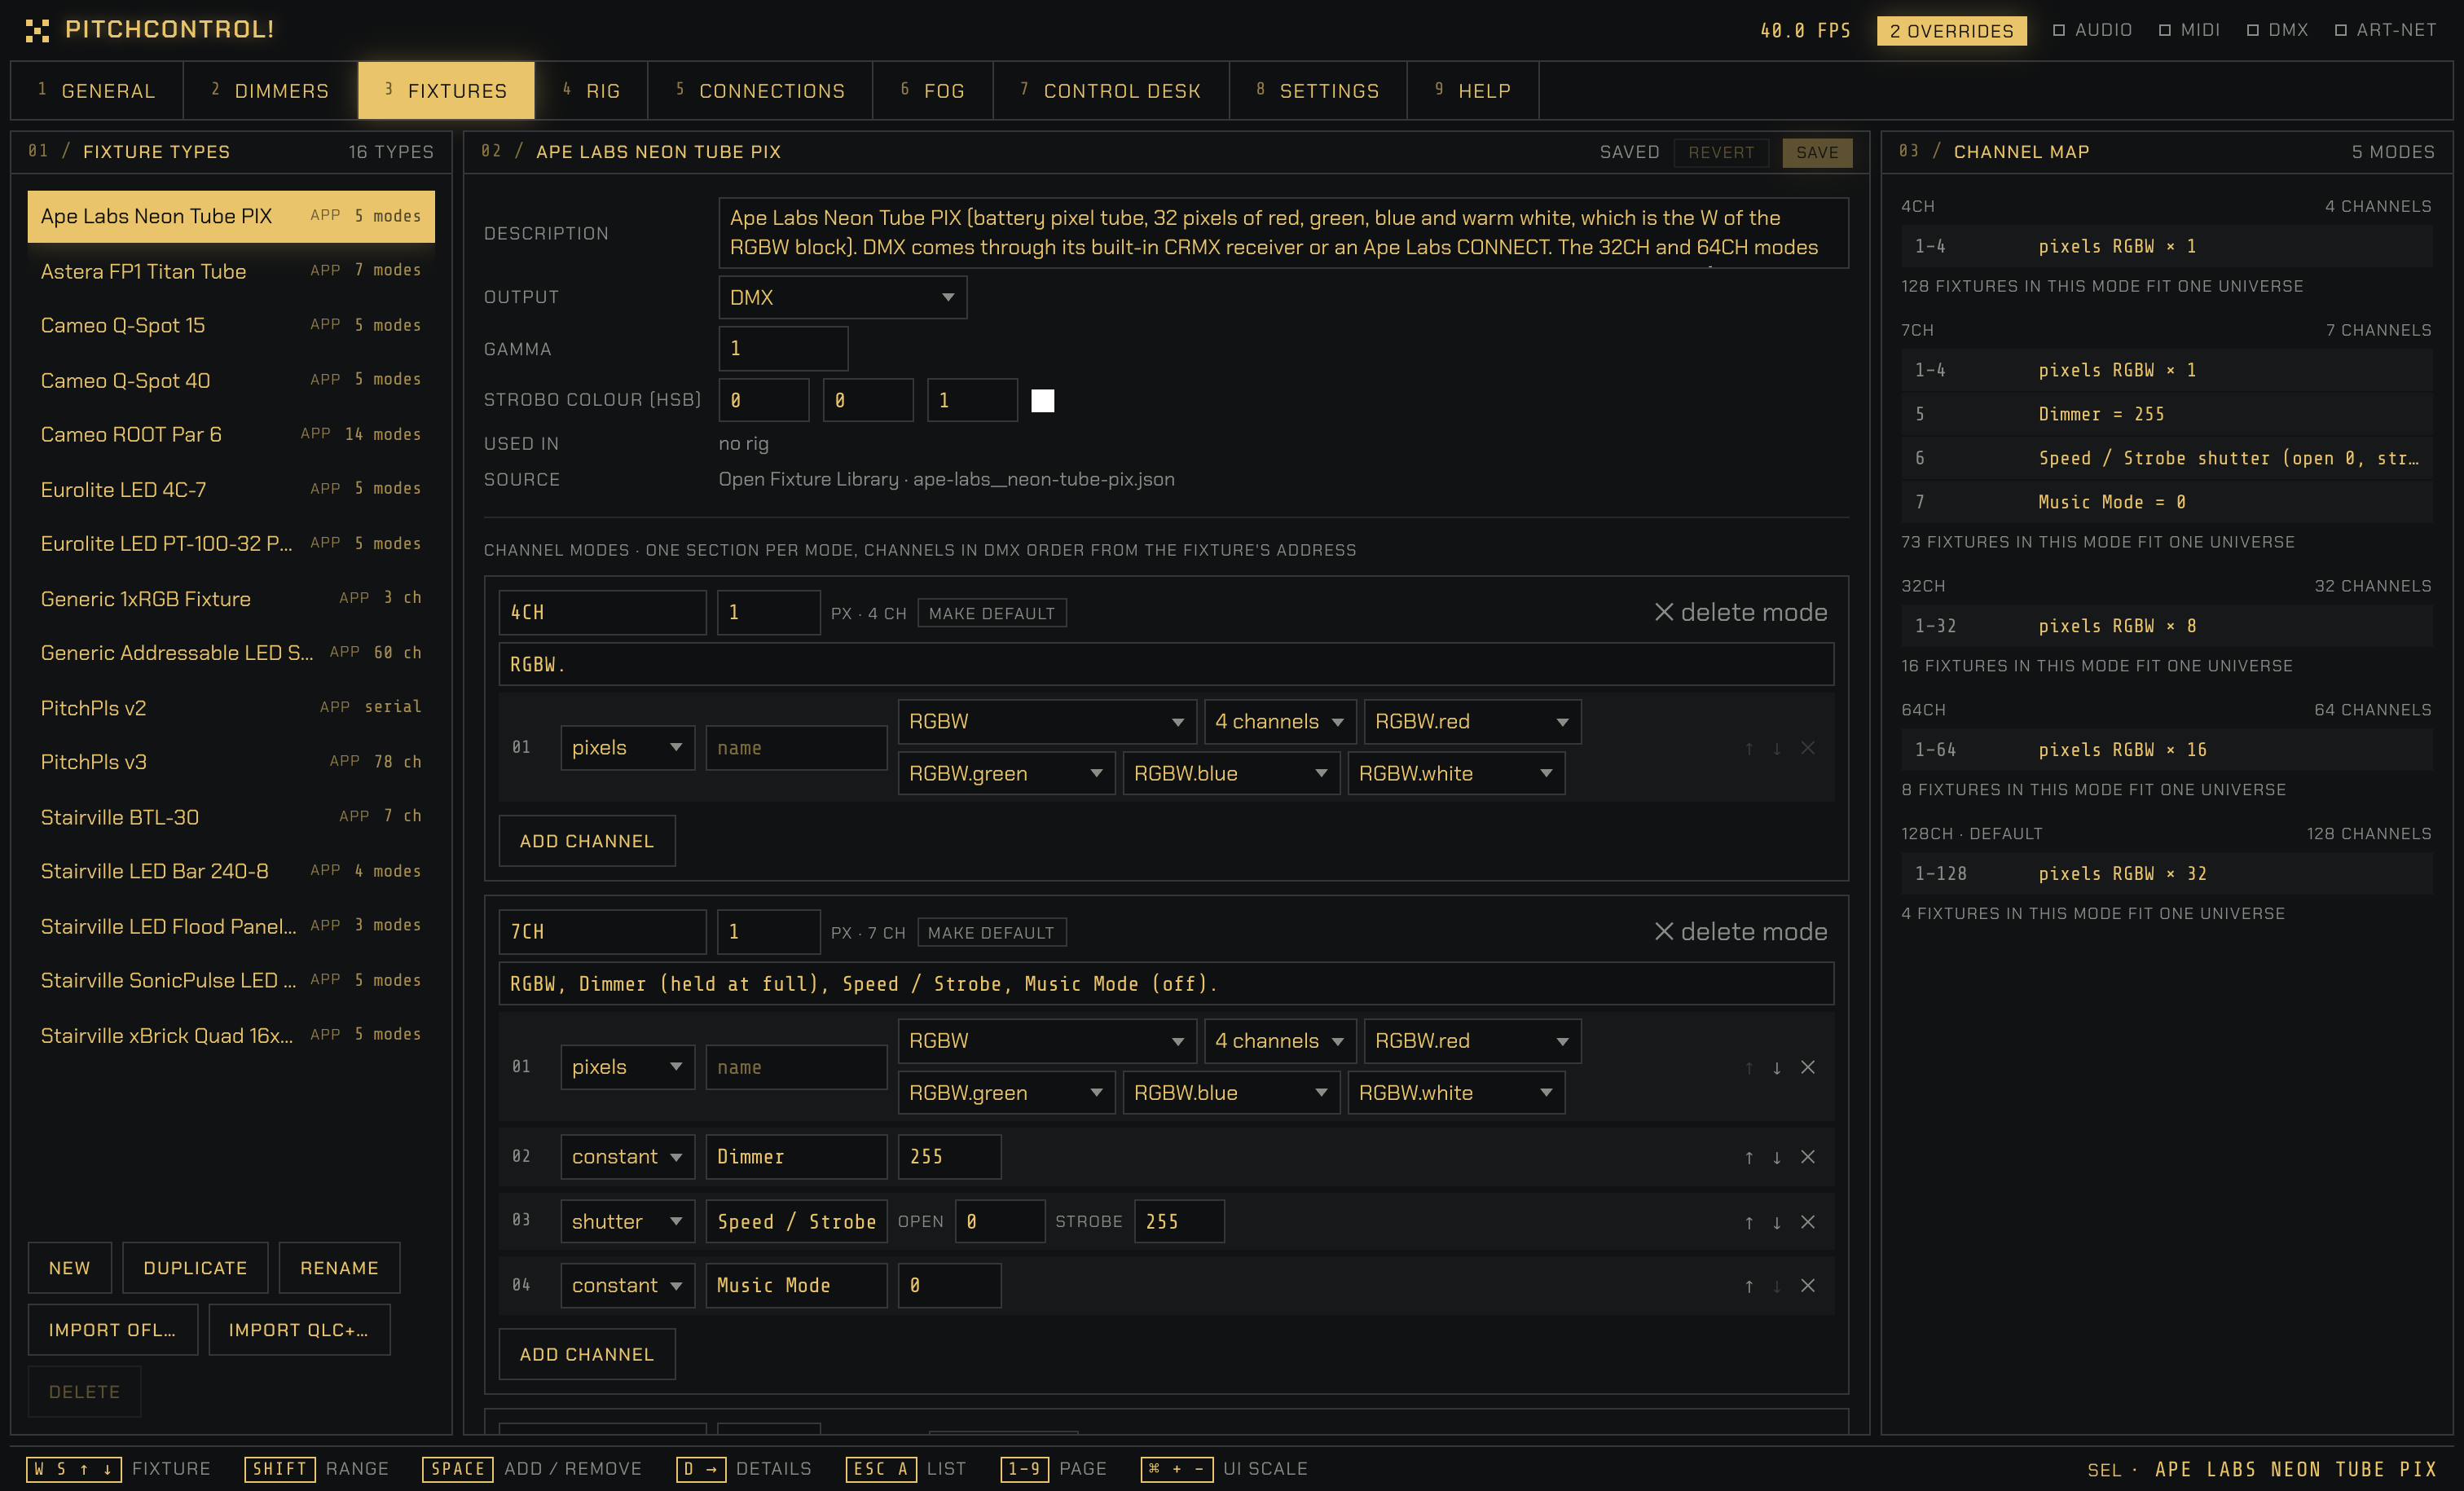 PITCHCONTROL!
40.0 FPS 2 OVERRIDES AUDIO MIDI DMX ART-NET
1 GENERAL 2 DIMMERS 3 FIXTURES 4 RIG 5 CONNECTIONS 6 FOG 7 CONTROL DESK 8 SETTINGS 9 HELP
01 / FIXTURE TYPES 16 TYPES
Ape Labs Neon Tube PIX APP 5 modes
Astera FP1 Titan Tube APP 7 modes
Cameo Q-Spot 15 APP 5 modes
Cameo Q-Spot 40 APP 5 modes
Cameo ROOT Par 6 APP 14 modes
Eurolite LED 4C-7 APP 5 modes
Eurolite LED PT-100-32 P... APP 5 modes
Generic 1xRGB Fixture APP 3 ch
Generic Addressable LED S... APP 60 ch
PitchPls v2 APP serial
PitchPls v3 APP 78 ch
Stairville BTL-30 APP 7 ch
Stairville LED Bar 240-8 APP 4 modes
Stairville LED Flood Panel... APP 3 modes
Stairville SonicPulse LED ... APP 5 modes
Stairville xBrick Quad 16x... APP 5 modes
NEW DUPLICATE RENAME
IMPORT OFL... IMPORT QLC+...
DELETE
02 / APE LABS NEON TUBE PIX SAVED REVERT SAVE
DESCRIPTION
Ape Labs Neon Tube PIX (battery pixel tube, 32 pixels of red, green, blue and warm white, which is the W of the
RGBW block). DMX comes through its built-in CRMX receiver or an Ape Labs CONNECT. The 32CH and 64CH modes
OUTPUT DMX
GAMMA 1
STROBO COLOUR (HSB) 0 0 1
USED IN no rig
SOURCE Open Fixture Library · ape-labs__neon-tube-pix.json
CHANNEL MODES · ONE SECTION PER MODE, CHANNELS IN DMX ORDER FROM THE FIXTURE'S ADDRESS
4CH 1 PX · 4 CH MAKE DEFAULT × delete mode
RGBW.
01 pixels name RGBW 4 channels RGBW.red ↑ ↓ ×
RGBW.green RGBW.blue RGBW.white
ADD CHANNEL
7CH 1 PX · 7 CH MAKE DEFAULT × delete mode
RGBW, Dimmer (held at full), Speed / Strobe, Music Mode (off).
01 pixels name RGBW 4 channels RGBW.red ↑ ↓ ×
RGBW.green RGBW.blue RGBW.white
02 constant Dimmer 255 ↑ ↓ ×
03 shutter Speed / Strobe OPEN 0 STROBE 255 ↑ ↓ ×
04 constant Music Mode 0 ↑ ↓ ×
ADD CHANNEL
03 / CHANNEL MAP 5 MODES
4CH 4 CHANNELS
1–4 pixels RGBW × 1
128 FIXTURES IN THIS MODE FIT ONE UNIVERSE
7CH 7 CHANNELS
1–4 pixels RGBW × 1
5 Dimmer = 255
6 Speed / Strobe shutter (open 0, str...
7 Music Mode = 0
73 FIXTURES IN THIS MODE FIT ONE UNIVERSE
32CH 32 CHANNELS
1–32 pixels RGBW × 8
16 FIXTURES IN THIS MODE FIT ONE UNIVERSE
64CH 64 CHANNELS
1–64 pixels RGBW × 16
8 FIXTURES IN THIS MODE FIT ONE UNIVERSE
128CH · DEFAULT 128 CHANNELS
1–128 pixels RGBW × 32
4 FIXTURES IN THIS MODE FIT ONE UNIVERSE
W S ↑ ↓ FIXTURE SHIFT RANGE SPACE ADD / REMOVE D → DETAILS ESC A LIST 1–9 PAGE ⌘ + − UI SCALE
SEL · APE LABS NEON TUBE PIX